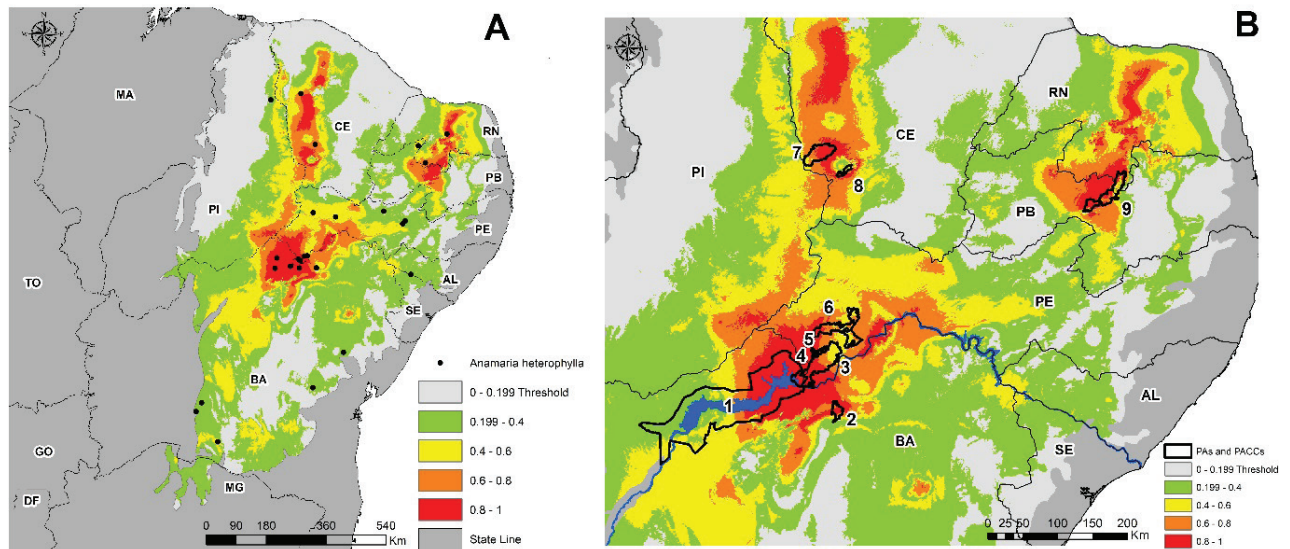 A
MA
CE
RN
PB
PI
PE
AL
TO
SE
BA
GO
DF
MG
Anamaria heterophylla
0 - 0.199 Threshold
0.199 - 0.4
0.4 - 0.6
0.6 - 0.8
0.8 - 1
State Line
0 90 180 360 540
Km
B
RN
CE
7
8
PI
PB
9
PE
6
5
4
3
1
2
AL
BA
SE
PAs and PACCs
0 - 0.199 Threshold
0.199 - 0.4
0.4 - 0.6
0.6 - 0.8
0.8 - 1
0 25 50 100 150 200
Km